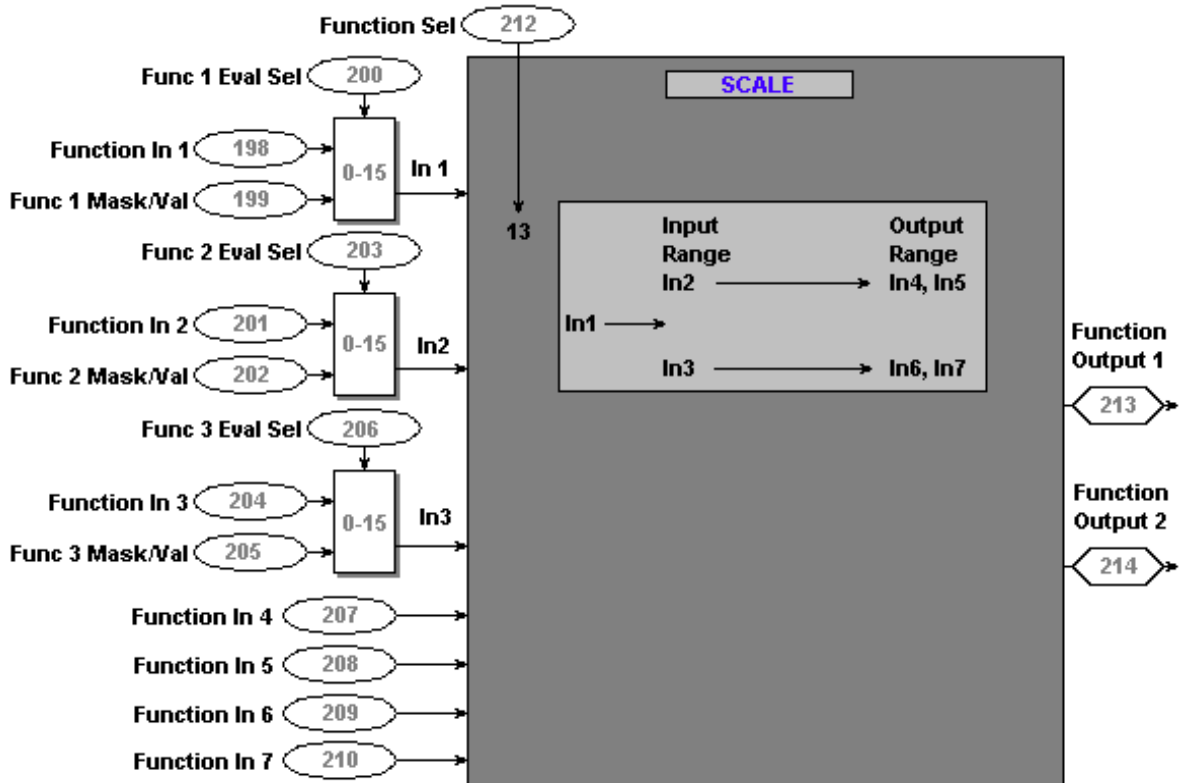 Function Sel 212
Func 1 Eval Sel 200
SCALE
Function In 1 198
0-15
In 1
Func 1 Mask/Val 199
13
Input
Range
In2
Output
Range
In4, In5
Func 2 Eval Sel 203
In1
Function In 2 201
0-15
In2
Func 2 Mask/Val 202
In3
In6, In7
Function
Output 1
213
Func 3 Eval Sel 206
Function In 3 204
0-15
In3
Func 3 Mask/Val 205
Function
Output 2
214
Function In 4 207
Function In 5 208
Function In 6 209
Function In 7 210